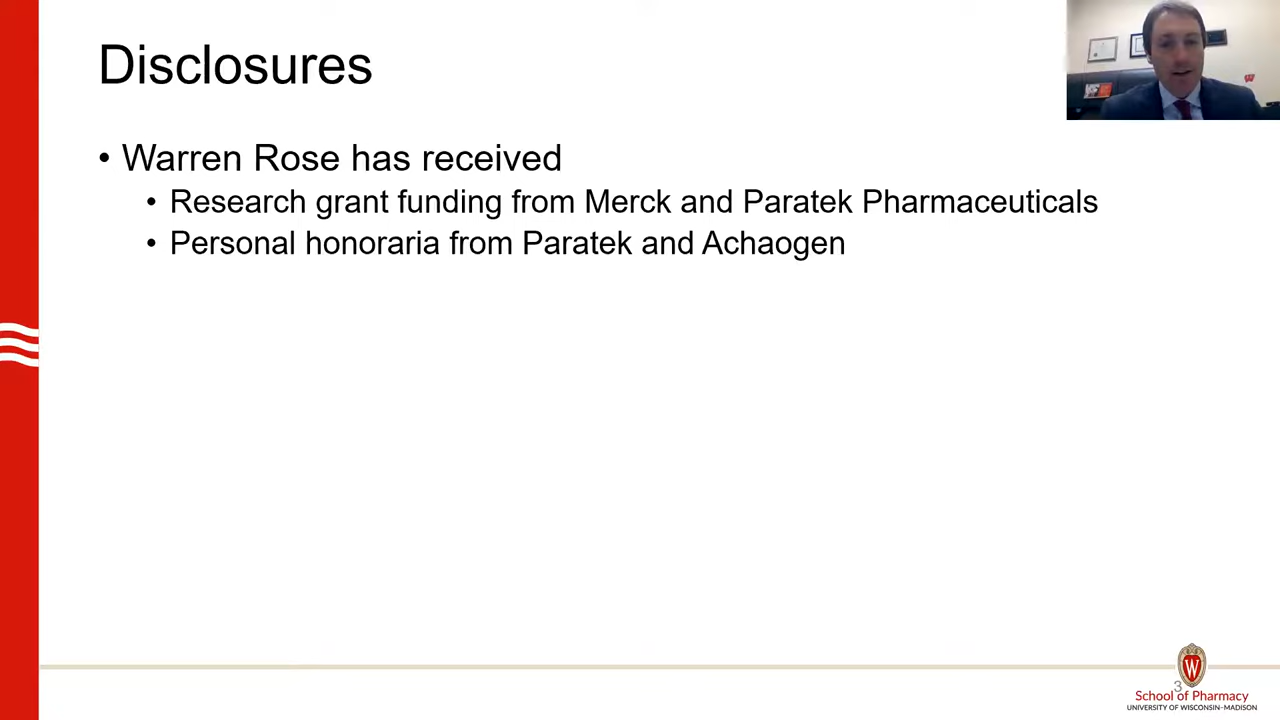 Disclosures
• Warren Rose has received
• Research grant funding from Merck and Paratek Pharmaceuticals
• Personal honoraria from Paratek and Achaogen
W
3
School of Pharmacy
UNIVERSITY OF WISCONSIN-MADISON